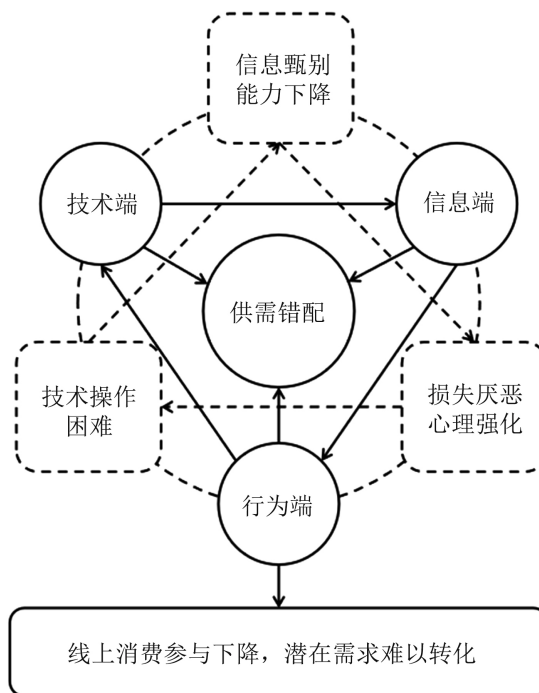 信息甄别
能力下降
技术端
信息端
供需错配
技术操作
困难
损失厌恶
心理强化
行为端
线上消费参与下降，潜在需求难以转化